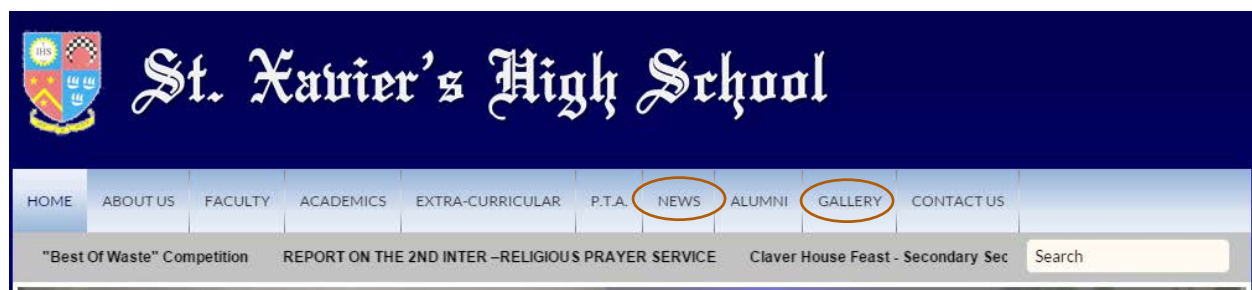 IHS
St. Xavier's High School
HOME ABOUT US FACULTY ACADEMICS EXTRA-CURRICULAR P.T.A. NEWS ALUMNI GALLERY CONTACT US
"Best Of Waste" Competition REPORT ON THE 2ND INTER –RELIGIOUS PRAYER SERVICE Claver House Feast - Secondary Sec Search